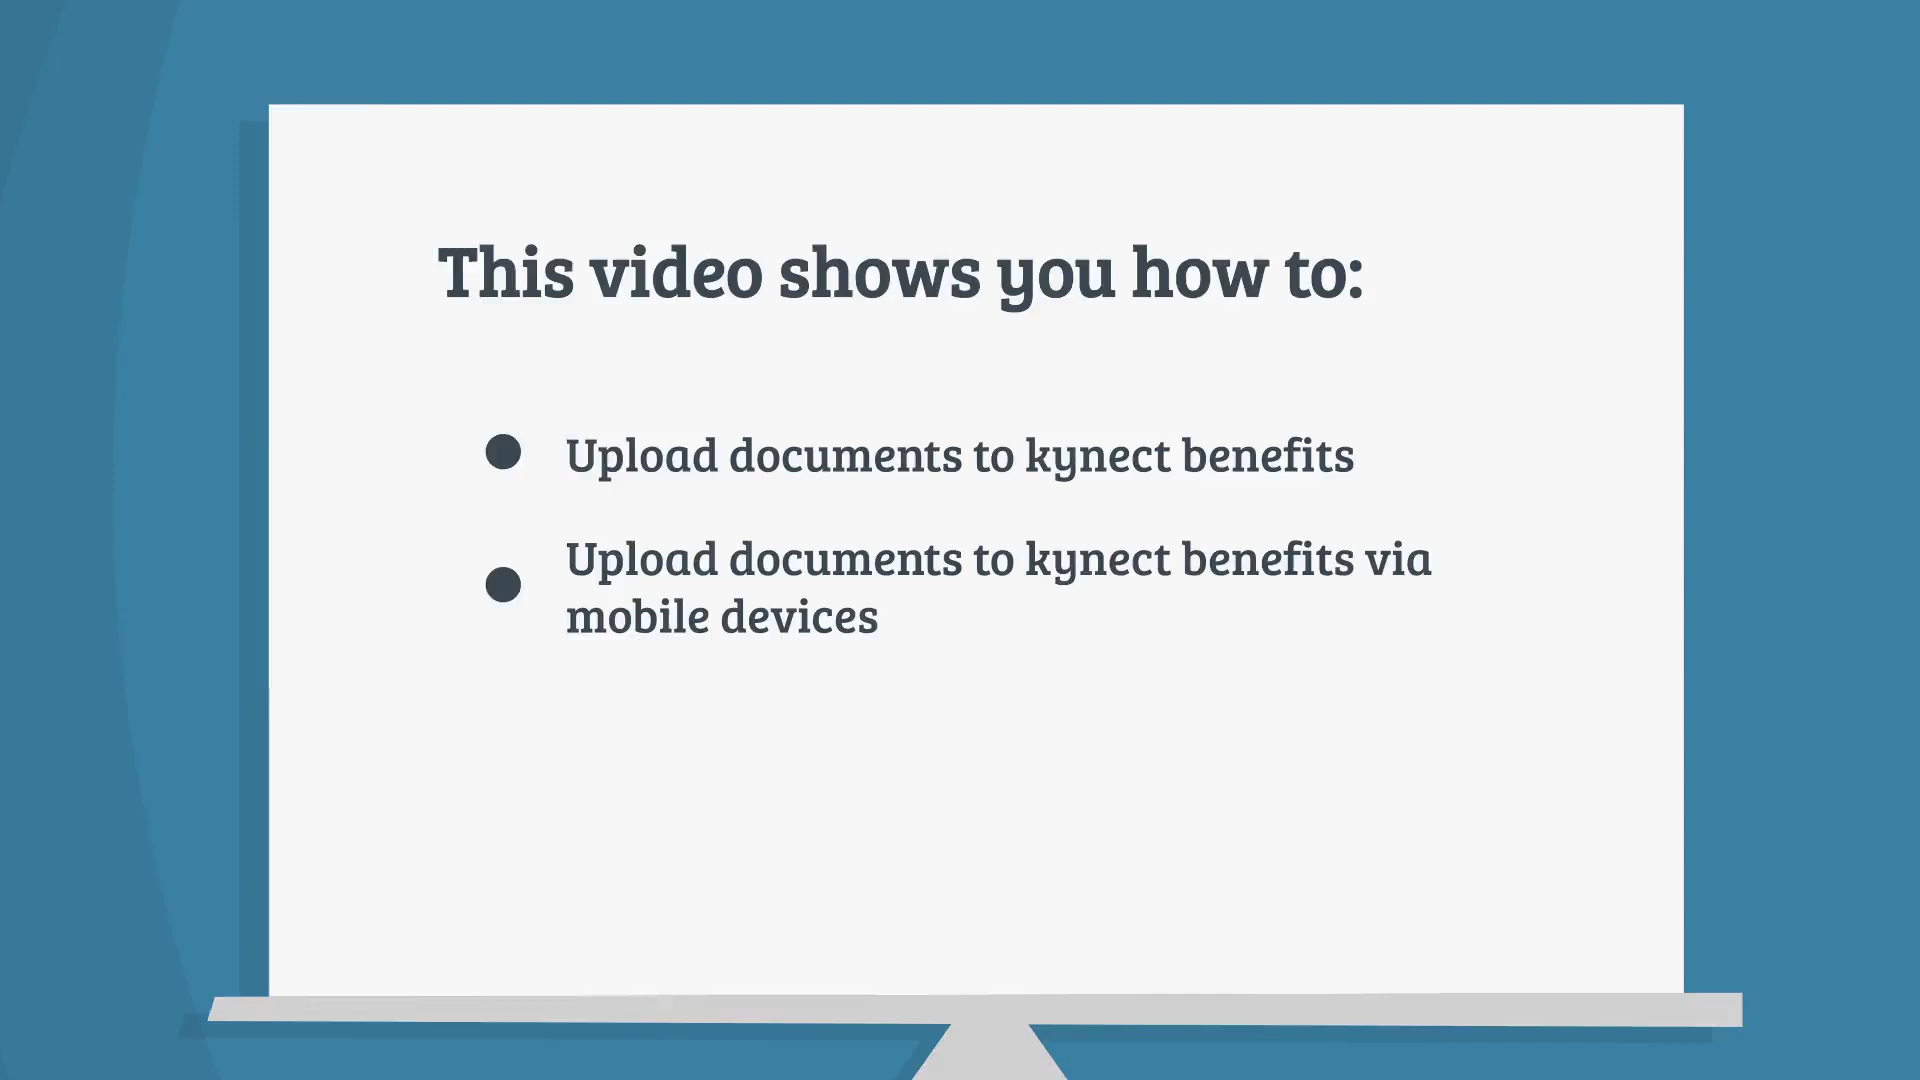 This video shows you how to:
Upload documents to kynect benefits
Upload documents to kynect benefits via
mobile devices